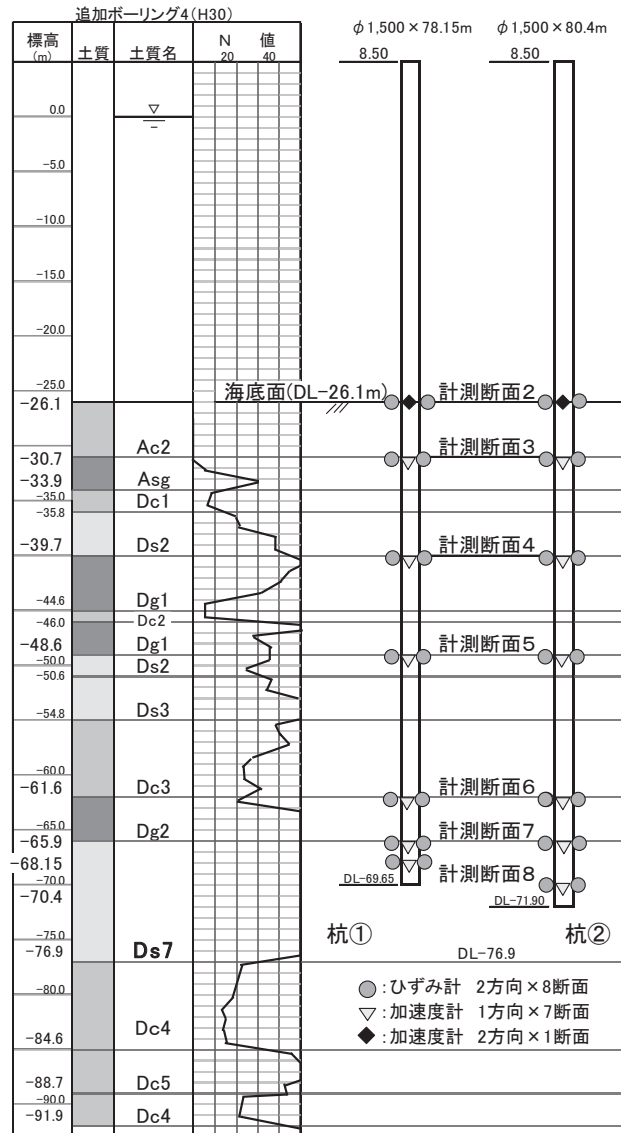 追加ボーリング4(H30)
標高
(m)
土質
土質名
N 値
20 40
φ1,500×78.15m
φ1,500×80.4m
8.50
8.50
0.0
-5.0
-10.0
-15.0
-20.0
-25.0
海底面(DL-26.1m)
計測断面2
-26.1
Ac2
計測断面3
-30.7
Asg
-33.9
-35.0
Dc1
-35.8
Ds2
計測断面4
-39.7
Dg1
-44.6
Dc2
-46.0
Dg1
計測断面5
-48.6
-50.0
Ds2
-50.6
Ds3
-54.8
-60.0
Dc3
計測断面6
-61.6
-65.0
Dg2
計測断面7
-65.9
-68.15
計測断面8
-70.0
DL-69.65
-70.4
DL-71.90
杭①
杭②
-75.0
Ds7
DL-76.9
-76.9
-80.0
Dc4
-84.6
Dc5
-88.7
-90.0
Dc4
-91.9
:ひずみ計 2方向×8断面
:加速度計 1方向×7断面
:加速度計 2方向×1断面